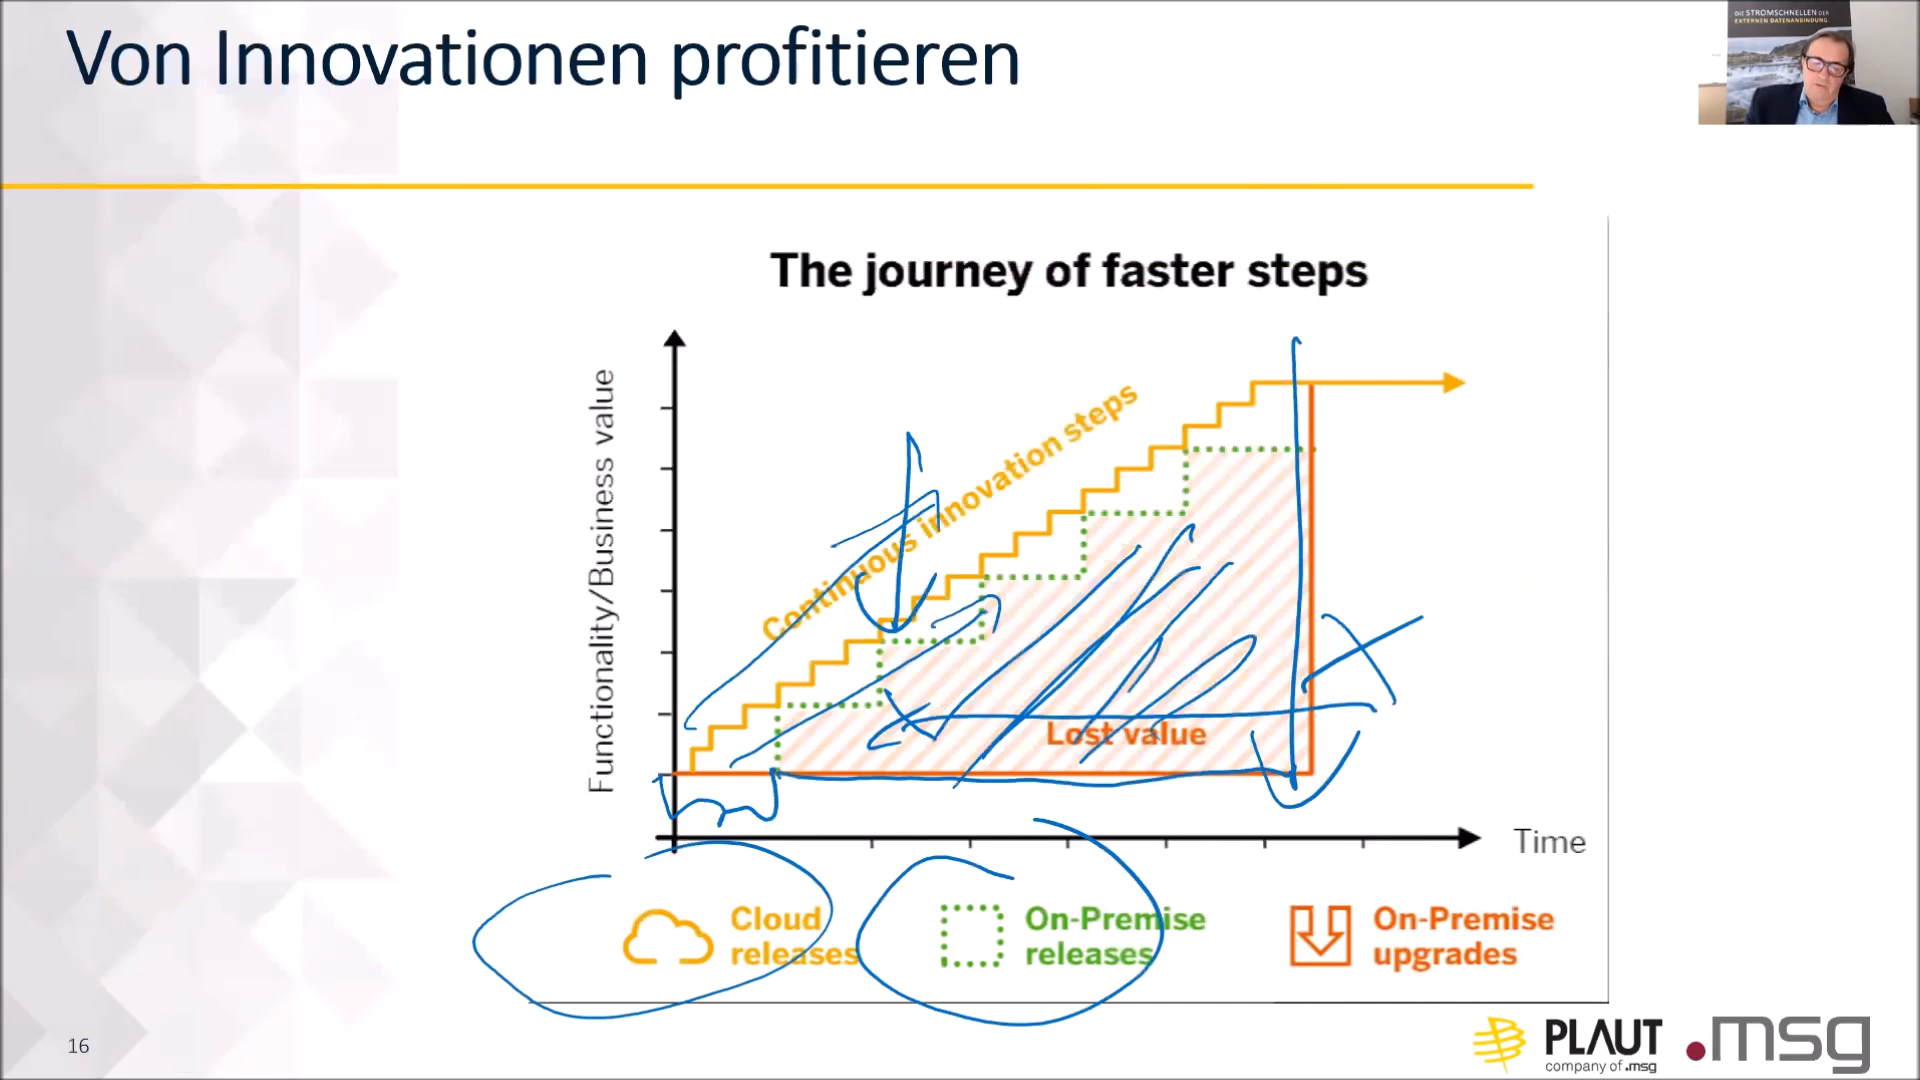 Von Innovationen profitieren
DIE STROMSCHNELLEN DER
EXTERNEN DATENANBINDUNG
The journey of faster steps
Functionality/Business value
Continuous innovation steps
Lost value
Time
Cloud
releases
On-Premise
releases
On-Premise
upgrades
16
PLAUT
company of .msg
.msg